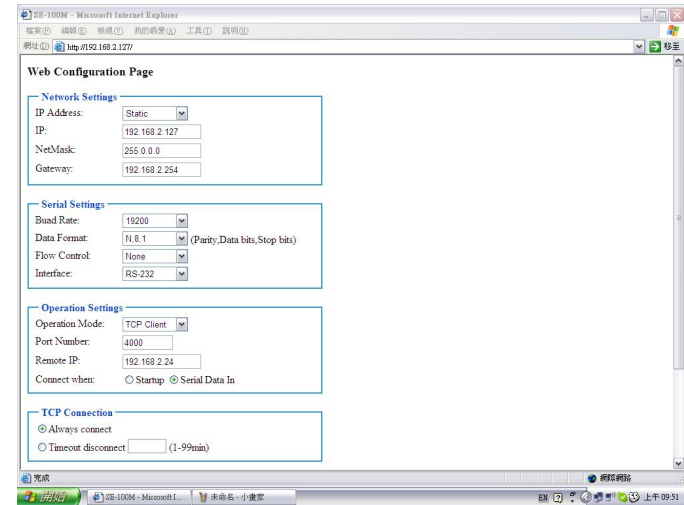 SE-100M - Microsoft Internet Explorer
檔案(F) 編輯(E) 檢視(V) 我的最愛(A) 工具(T) 說明(H)
網址(D) http://192.168.2.127/ 移至
Web Configuration Page
Network Settings
IP Address: Static
IP: 192.168.2.127
NetMask: 255.0.0.0
Gateway: 192.168.2.254
Serial Settings
Buad Rate: 19200
Data Format: N,8,1 (Parity,Data bits,Stop bits)
Flow Control: None
Interface: RS-232
Operation Settings
Operation Mode: TCP Client
Port Number: 4000
Remote IP: 192.168.2.24
Connect when: Startup Serial Data In
TCP Connection
Always connect
Timeout disconnect (1-99min)
完成 網際網路
開始 SE-100M - Microsoft I... 未命名 - 小畫家 EN 上午 09:51